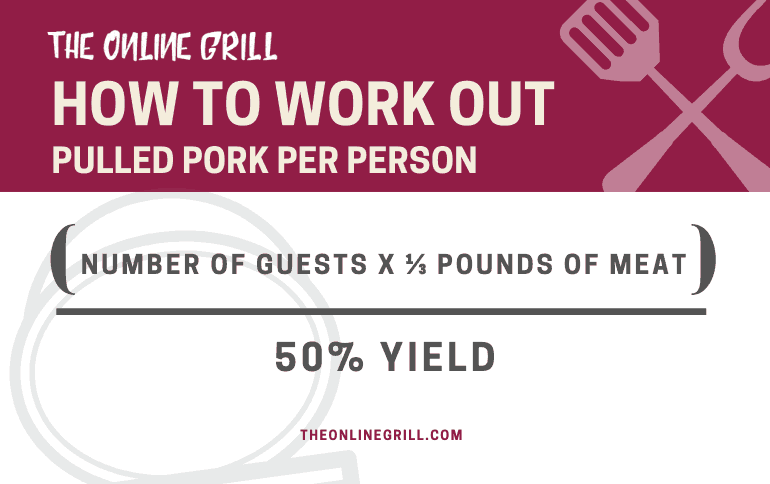 THE ONLINE GRILL
HOW TO WORK OUT
PULLED PORK PER PERSON
(NUMBER OF GUESTS X ⅓ POUNDS OF MEAT)
50% YIELD
THEONLINEGRILL.COM